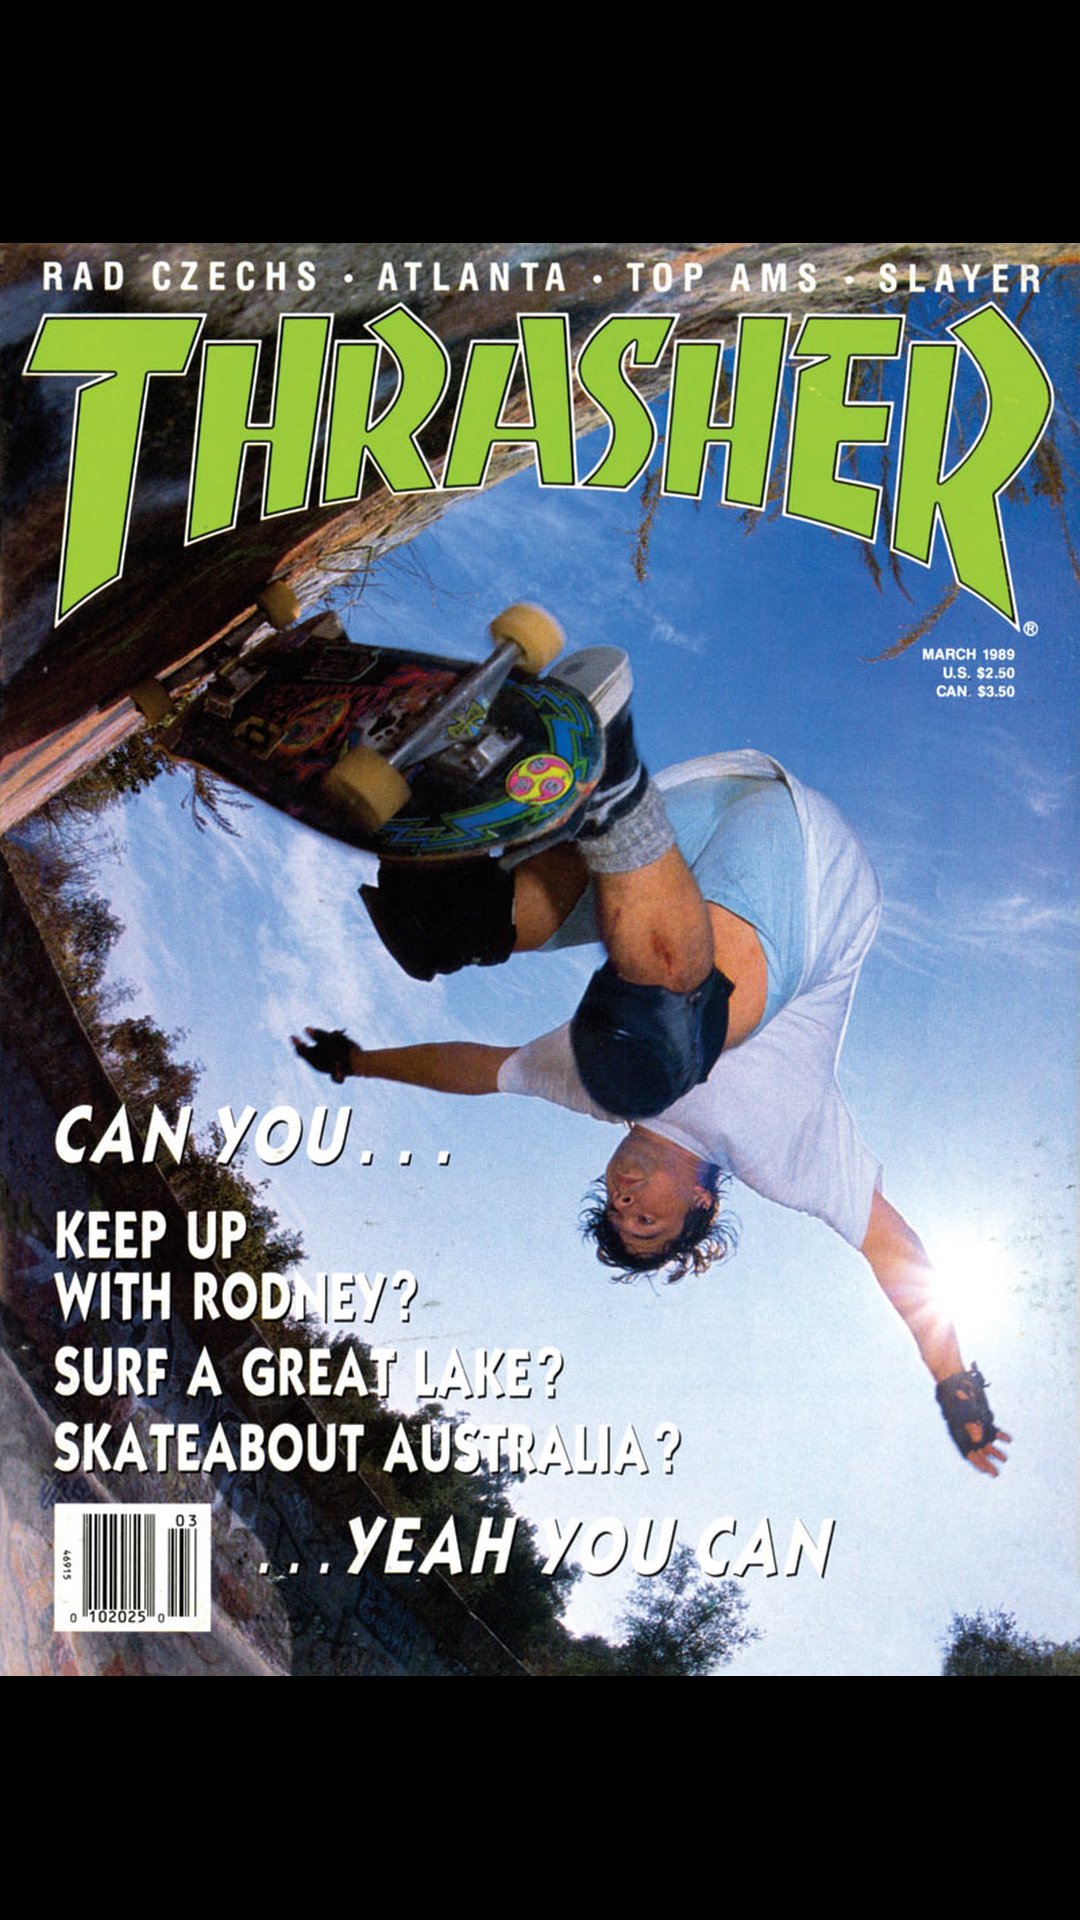 RAD CZECHS · ATLANTA · TOP AMS · SLAYER
THRASHER®
MARCH 1989
U.S. $2.50
CAN. $3.50
CAN YOU...
KEEP UP
WITH RODNEY?
SURF A GREAT LAKE?
SKATEABOUT AUSTRALIA?
...YEAH YOU CAN
03
46915
0 102025 0